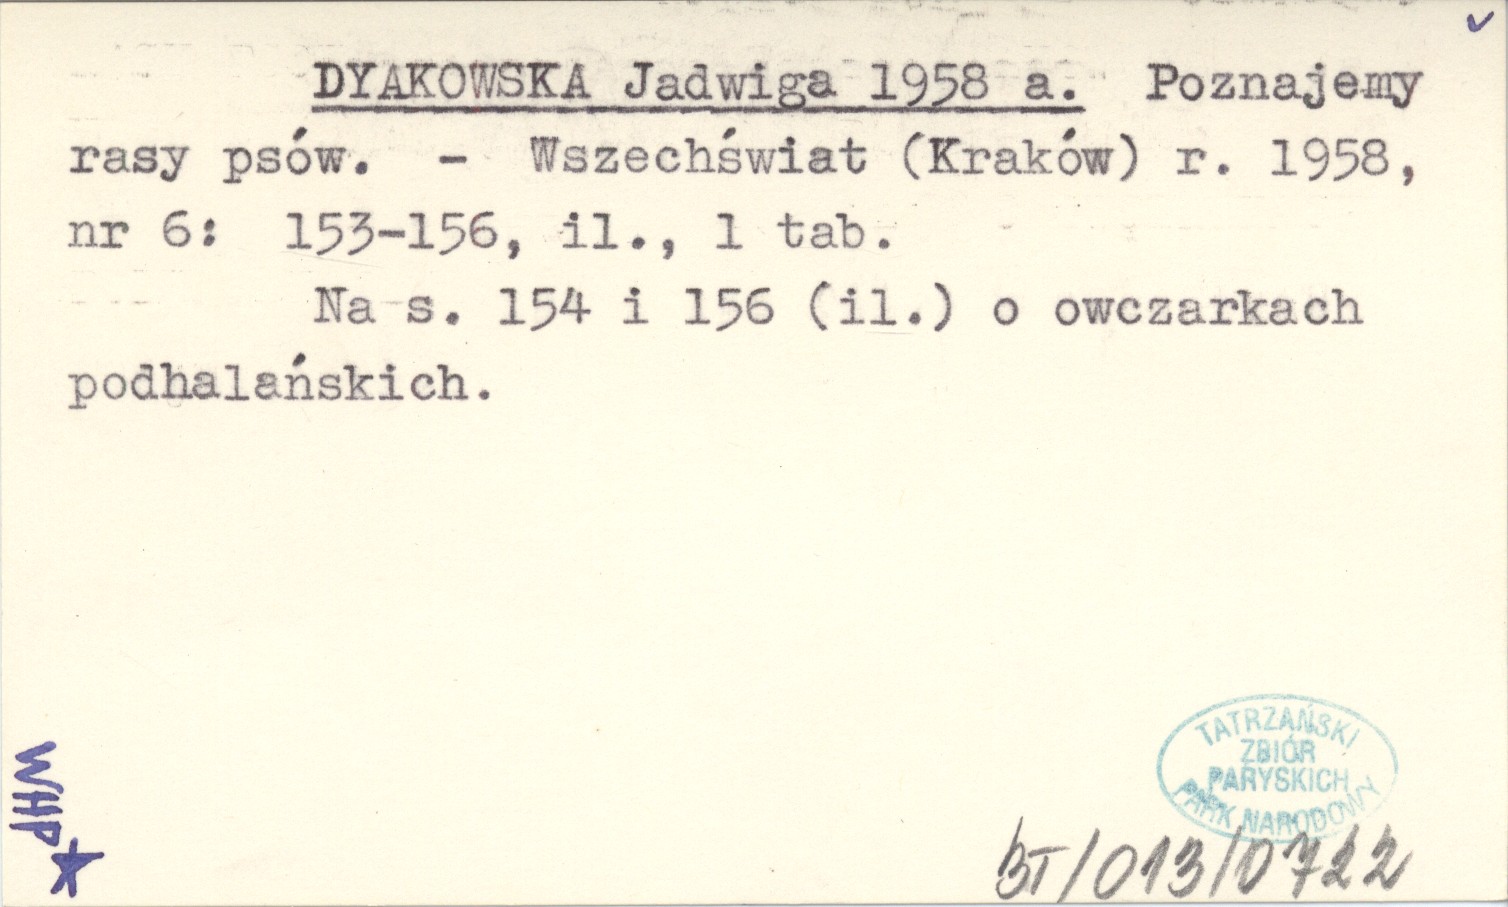 DYAKOWSKA Jadwiga 1958 a. Poznajemy
rasy psów. - Wszechświat (Kraków) r. 1958,
nr 6: 153-156, il., 1 tab.
Na s. 154 i 156 (il.) o owczarkach
podhalańskich.
WHP
TATRZAŃSKI
ZBIÓR
PARYSKICH
PARK NARODOWY
BT/013/0722